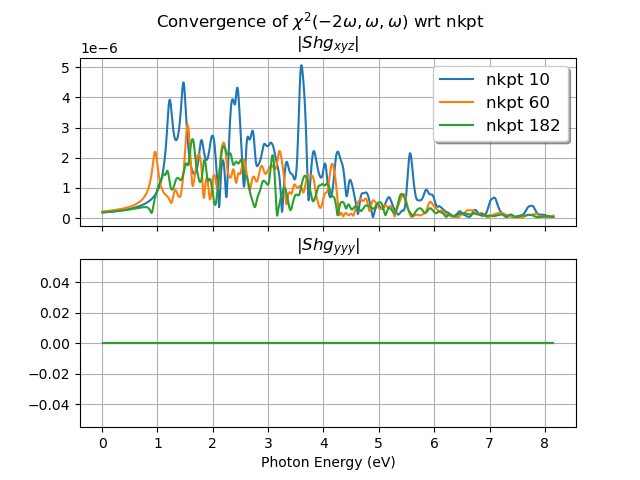 Convergence of χ²(−2ω, ω, ω) wrt nkpt
|Shg_xyz|
1e−6
5
4
3
2
1
0
nkpt 10
nkpt 60
nkpt 182
|Shg_yyy|
0.04
0.02
0.00
−0.02
−0.04
0 1 2 3 4 5 6 7 8
Photon Energy (eV)